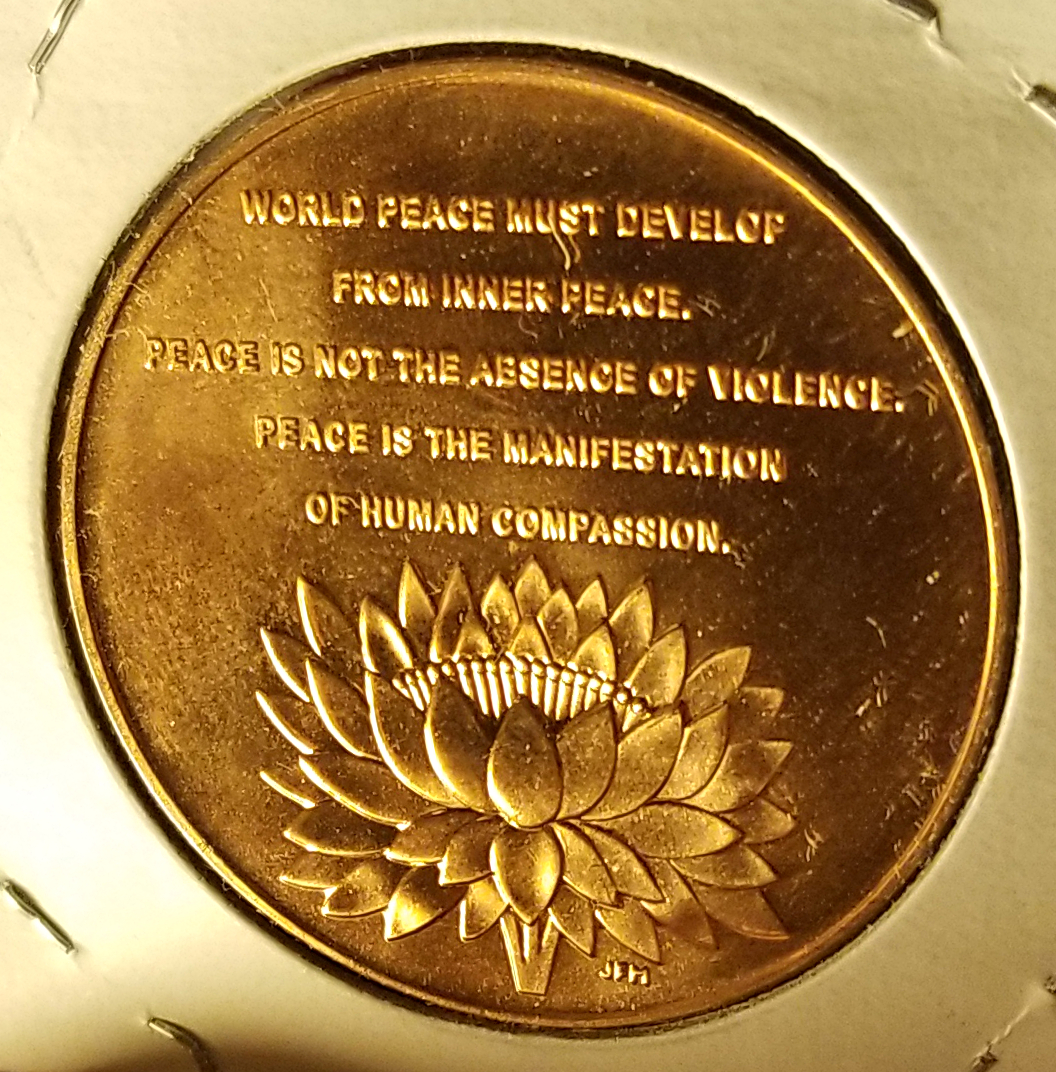 WORLD PEACE MUST DEVELOP
FROM INNER PEACE.
PEACE IS NOT THE ABSENCE OF VIOLENCE.
PEACE IS THE MANIFESTATION
OF HUMAN COMPASSION.
JFM